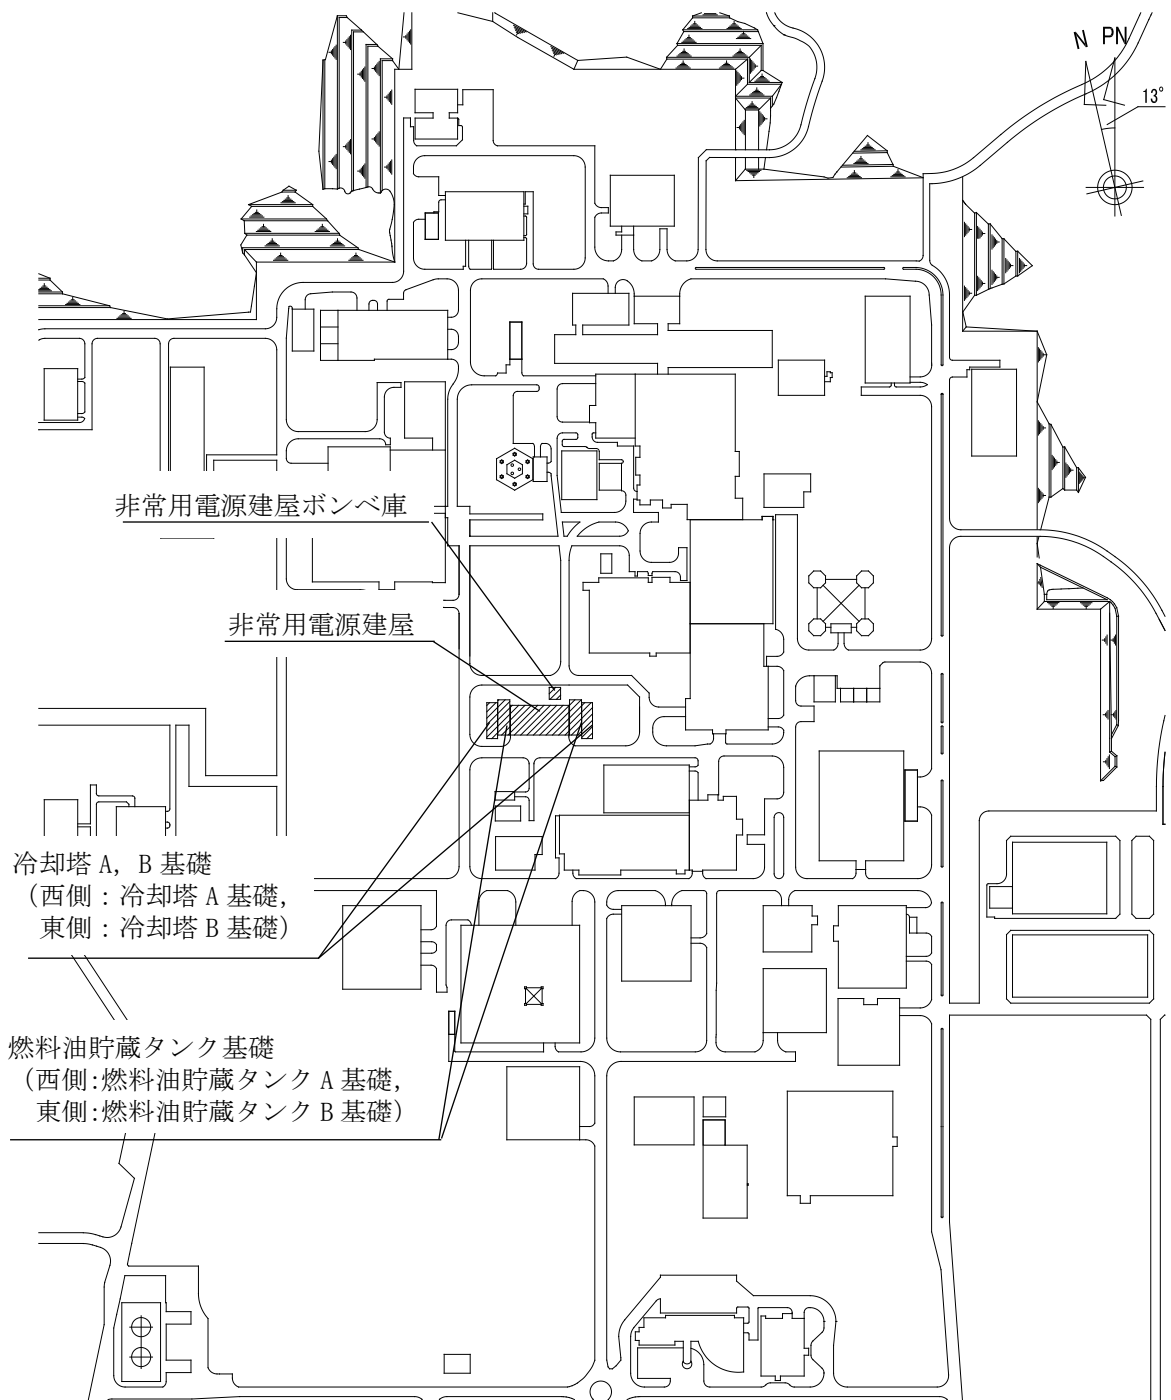 N PN
13°
非常用電源建屋ボンベ庫
非常用電源建屋
冷却塔 A, B 基礎
(西側：冷却塔 A 基礎,
東側：冷却塔 B 基礎)
燃料油貯蔵タンク基礎
(西側:燃料油貯蔵タンク A 基礎,
東側:燃料油貯蔵タンク B 基礎)